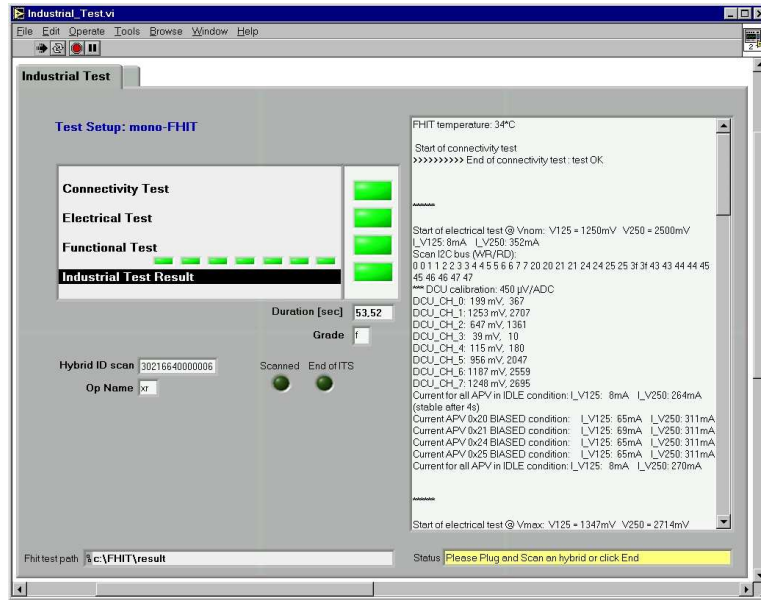 Industrial_Test.vi
File Edit Operate Tools Browse Window Help
2
Industrial Test
Test Setup: mono-FHIT
Connectivity Test
Electrical Test
Functional Test
Industrial Test Result
Duration [sec] 53,52
Grade f
Hybrid ID scan 30216640000006
Scanned End of ITS
Op Name xr
FHIT temperature: 34°C
Start of connectivity test
>>>>>>>>>> End of connectivity test : test OK
******
Start of electrical test @ Vnom: V125 = 1250mV V250 = 2500mV
I_V125: 8mA I_V250: 352mA
Scan I2C bus (WR/RD):
0 0 1 1 2 2 3 3 4 4 5 5 6 6 7 7 20 20 21 21 24 24 25 25 3f 3f 43 43 44 44 45
45 46 46 47 47
*** DCU calibration: 450 µV/ADC
DCU_CH_0: 199 mV, 367
DCU_CH_1: 1253 mV, 2707
DCU_CH_2: 647 mV, 1361
DCU_CH_3: 39 mV, 10
DCU_CH_4: 115 mV, 180
DCU_CH_5: 956 mV, 2047
DCU_CH_6: 1187 mV, 2559
DCU_CH_7: 1248 mV, 2695
Current for all APV in IDLE condition: I_V125: 8mA I_V250: 264mA
(stable after 4s)
Current APV 0x20 BIASED condition: I_V125: 65mA I_V250: 311mA
Current APV 0x21 BIASED condition: I_V125: 69mA I_V250: 311mA
Current APV 0x24 BIASED condition: I_V125: 65mA I_V250: 311mA
Current APV 0x25 BIASED condition: I_V125: 65mA I_V250: 311mA
Current for all APV in IDLE condition: I_V125: 8mA I_V250: 270mA
******
Start of electrical test @ Vmax: V125 = 1347mV V250 = 2714mV
Fhit test path c:\FHIT\result
Status Please Plug and Scan an hybrid or click End